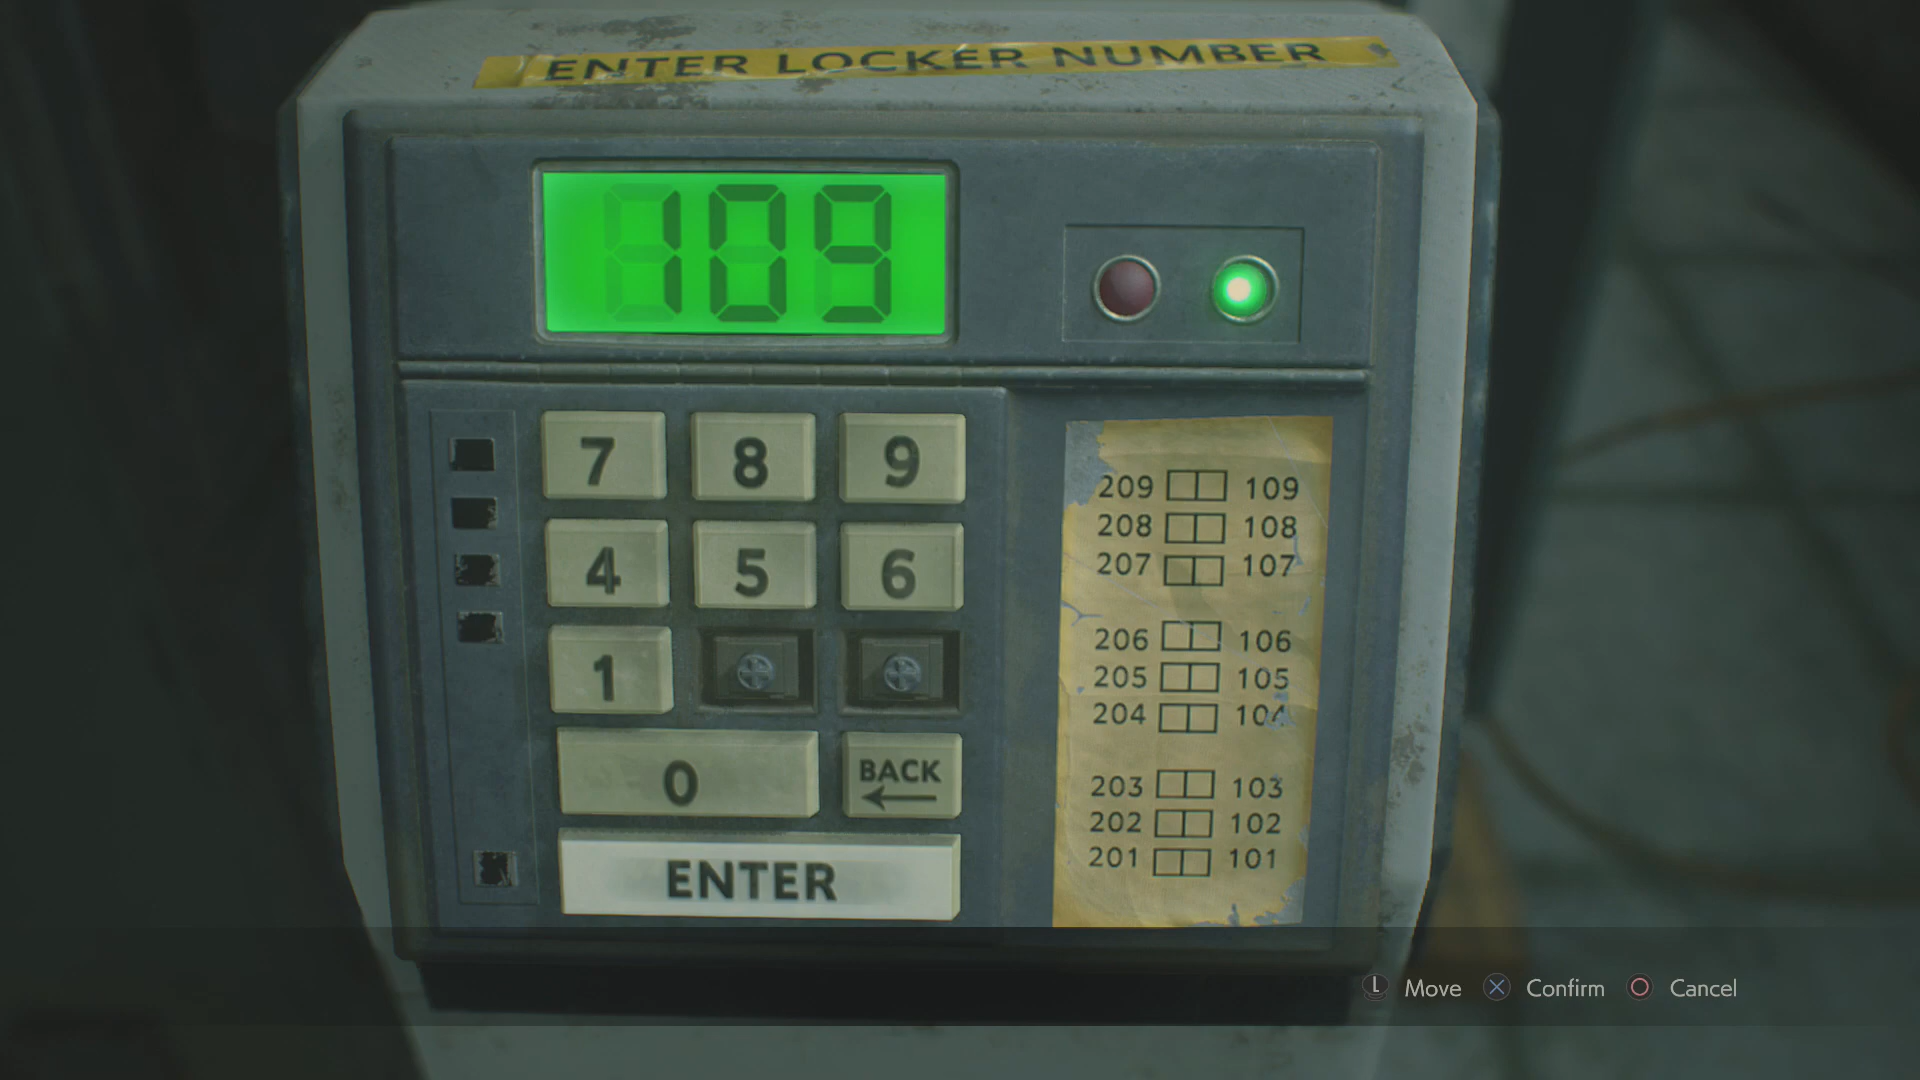 ENTER LOCKER NUMBER
109
7 8 9
4 5 6
1
0 BACK
ENTER
209 109
208 108
207 107
206 106
205 105
204 104
203 103
202 102
201 101
L Move Confirm Cancel